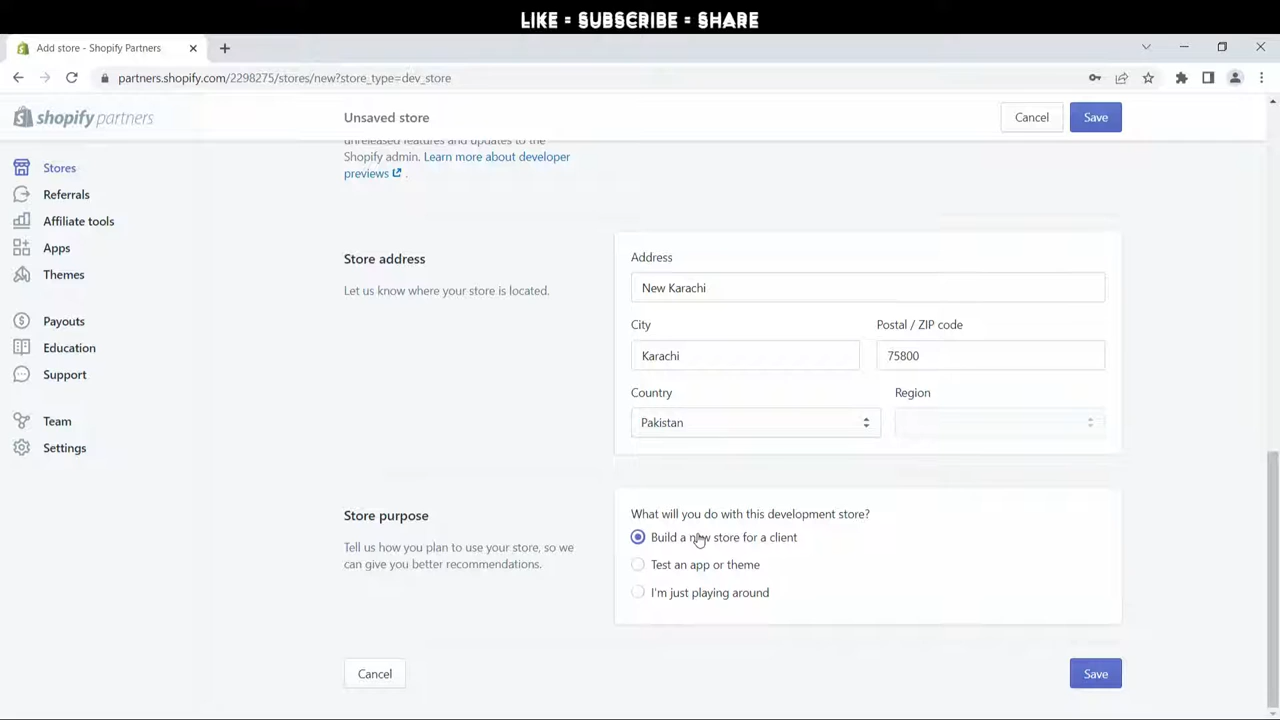 LIKE = SUBSCRIBE = SHARE
Add store - Shopify Partners
partners.shopify.com/2298275/stores/new?store_type=dev_store
shopify partners
Unsaved store
Cancel
Save
unreleased features and updates to the
Shopify admin. Learn more about developer
previews .
Stores
Referrals
Affiliate tools
Apps
Themes
Payouts
Education
Support
Team
Settings
Store address
Let us know where your store is located.
Address
New Karachi
City
Postal / ZIP code
Karachi
75800
Country
Region
Pakistan
Store purpose
Tell us how you plan to use your store, so we
can give you better recommendations.
What will you do with this development store?
Build a new store for a client
Test an app or theme
I'm just playing around
Cancel
Save